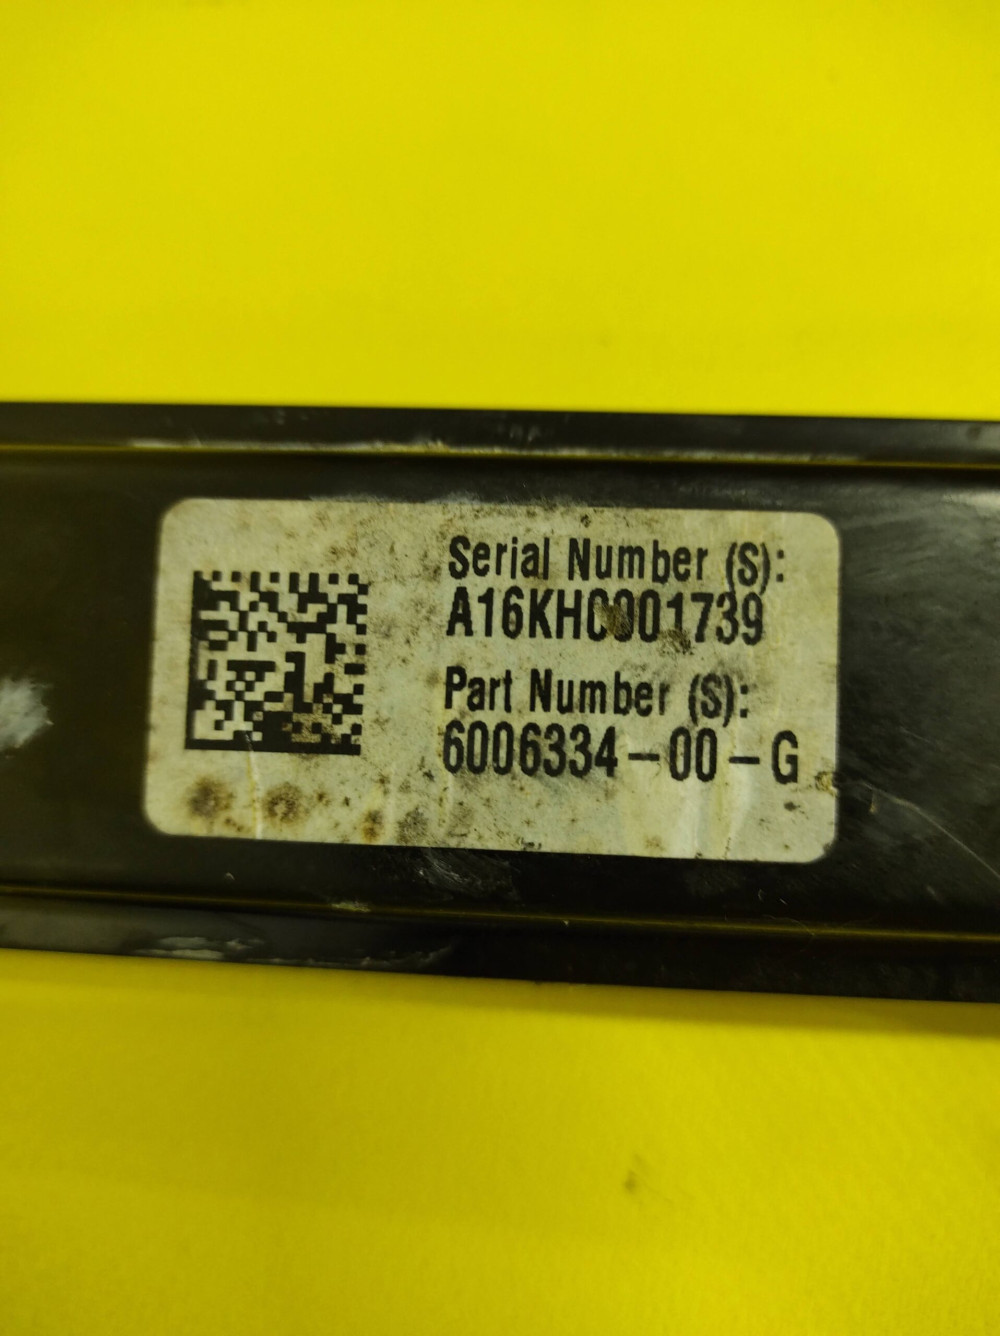 Serial Number (S):
A16KHC001739
Part Number (S):
6006334-00-G